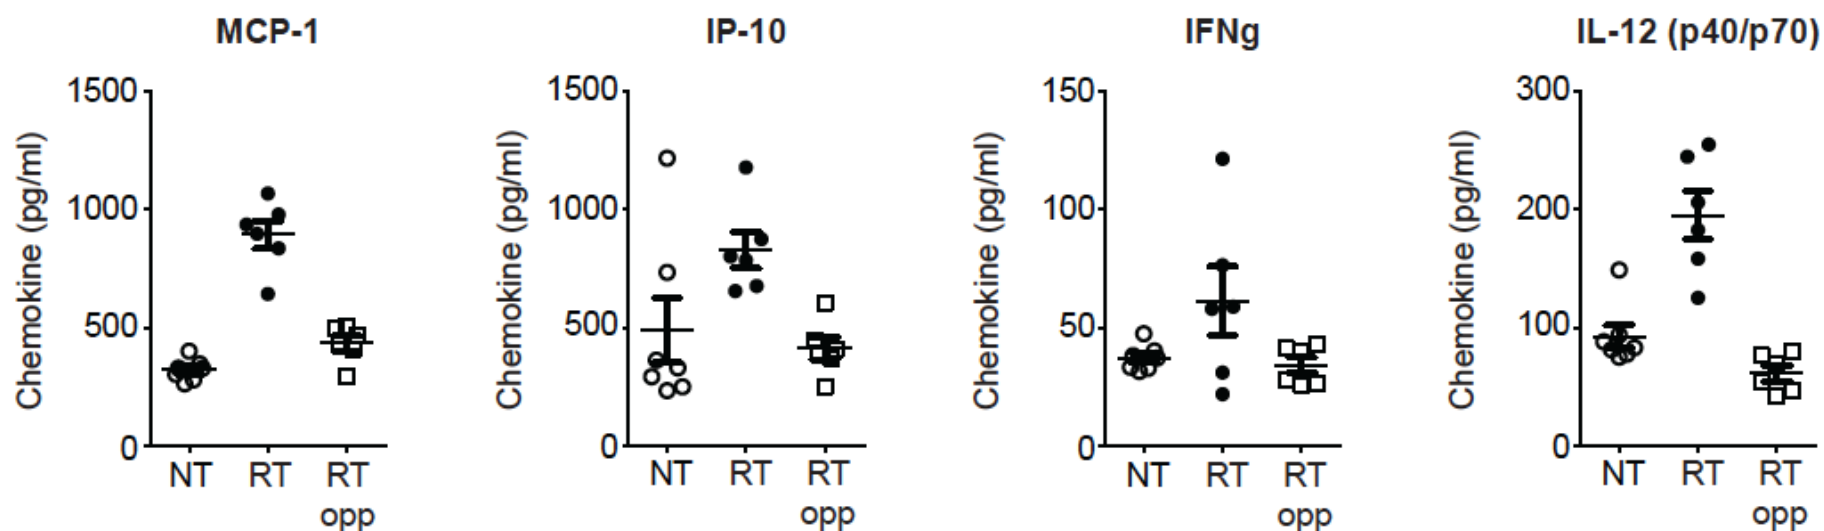 MCP-1
Chemokine (pg/ml)
1500
1000
500
0
NT RT RT
opp
IP-10
Chemokine (pg/ml)
1500
1000
500
0
NT RT RT
opp
IFNg
Chemokine (pg/ml)
150
100
50
0
NT RT RT
opp
IL-12 (p40/p70)
Chemokine (pg/ml)
300
200
100
0
NT RT RT
opp